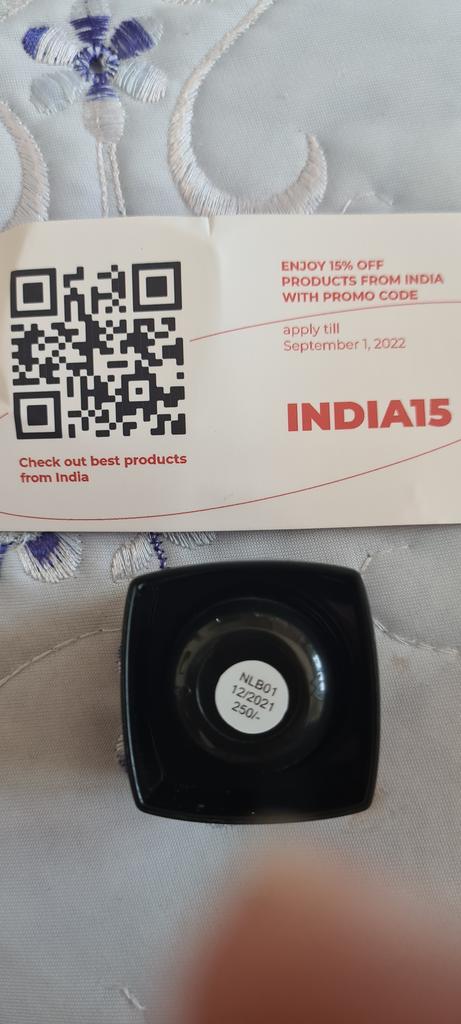 ENJOY 15% OFF
PRODUCTS FROM INDIA
WITH PROMO CODE
apply till
September 1, 2022
INDIA15
Check out best products
from India
NLB01
12/2021
250/-